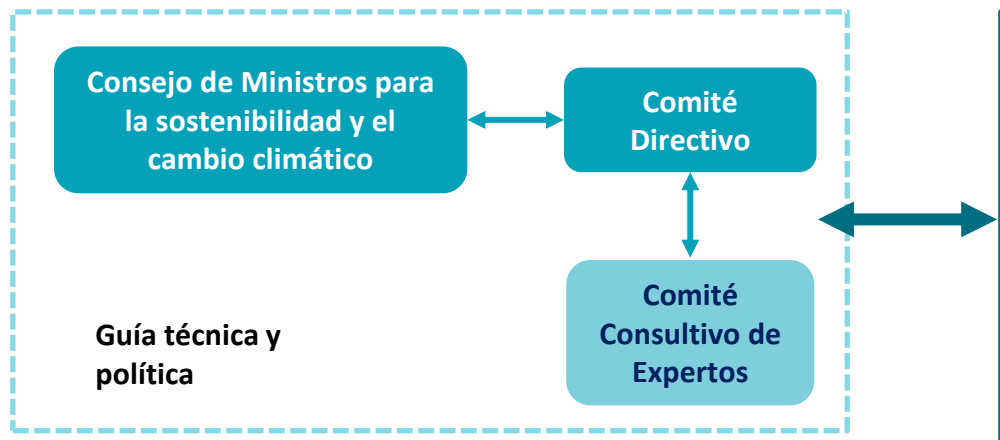 Consejo de Ministros para
la sostenibilidad y el
cambio climático
Comité
Directivo
Comité
Consultivo de
Expertos
Guía técnica y
política